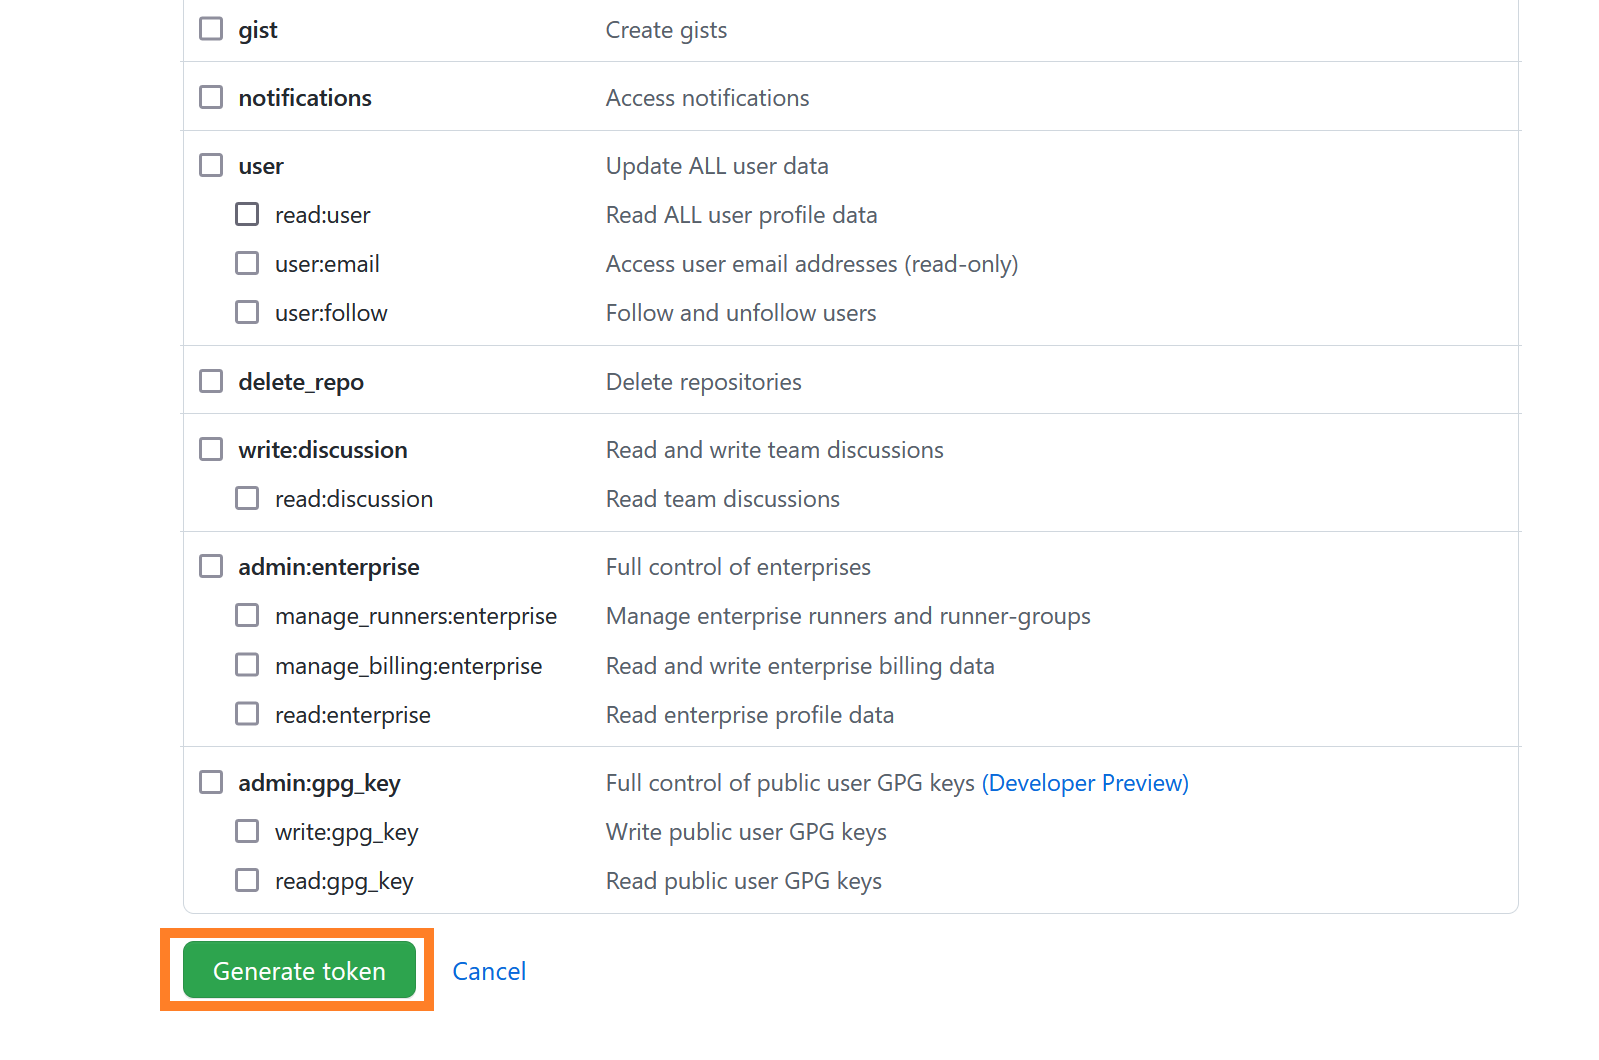 gist Create gists
notifications Access notifications
user Update ALL user data
read:user Read ALL user profile data
user:email Access user email addresses (read-only)
user:follow Follow and unfollow users
delete_repo Delete repositories
write:discussion Read and write team discussions
read:discussion Read team discussions
admin:enterprise Full control of enterprises
manage_runners:enterprise Manage enterprise runners and runner-groups
manage_billing:enterprise Read and write enterprise billing data
read:enterprise Read enterprise profile data
admin:gpg_key Full control of public user GPG keys (Developer Preview)
write:gpg_key Write public user GPG keys
read:gpg_key Read public user GPG keys
Generate token Cancel